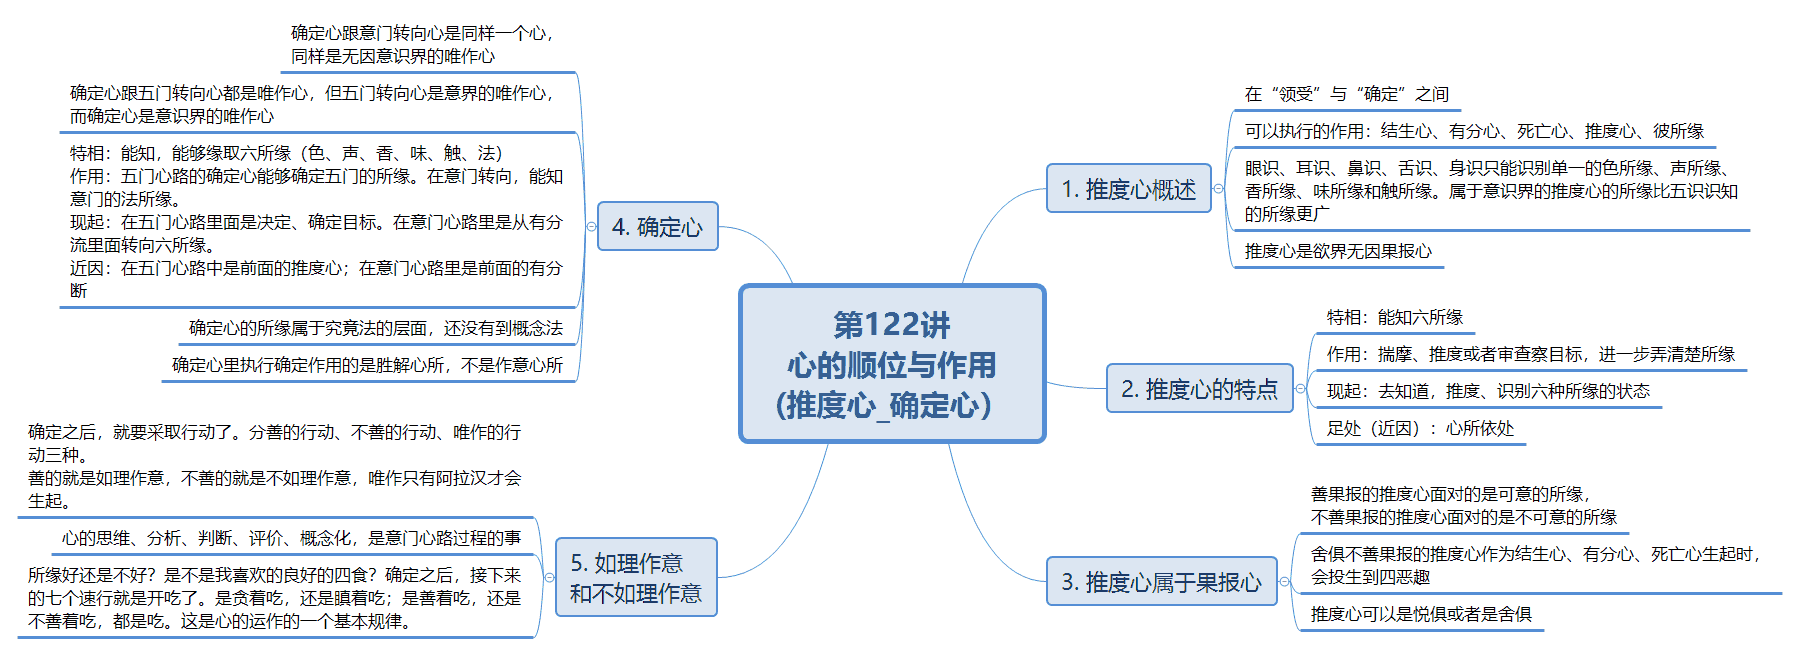 第122讲
心的顺位与作用
(推度心_确定心）
1. 推度心概述
在“领受”与“确定”之间
可以执行的作用：结生心、有分心、死亡心、推度心、彼所缘
眼识、耳识、鼻识、舌识、身识只能识别单一的色所缘、声所缘、
香所缘、味所缘和触所缘。属于意识界的推度心的所缘比五识识知
的所缘更广
推度心是欲界无因果报心
2. 推度心的特点
特相：能知六所缘
作用：揣摩、推度或者审查察目标，进一步弄清楚所缘
现起：去知道，推度、识别六种所缘的状态
足处（近因）：心所依处
3. 推度心属于果报心
善果报的推度心面对的是可意的所缘，
不善果报的推度心面对的是不可意的所缘
舍俱不善果报的推度心作为结生心、有分心、死亡心生起时，
会投生到四恶趣
推度心可以是悦俱或者是舍俱
4. 确定心
确定心跟意门转向心是同样一个心，
同样是无因意识界的唯作心
确定心跟五门转向心都是唯作心，但五门转向心是意界的唯作心，
而确定心是意识界的唯作心
特相：能知，能够缘取六所缘（色、声、香、味、触、法）
作用：五门心路的确定心能够确定五门的所缘。在意门转向，能知
意门的法所缘。
现起：在五门心路里面是决定、确定目标。在意门心路里是从有分
流里面转向六所缘。
近因：在五门心路中是前面的推度心；在意门心路里是前面的有分
断
确定心的所缘属于究竟法的层面，还没有到概念法
确定心里执行确定作用的是胜解心所，不是作意心所
5. 如理作意
和不如理作意
确定之后，就要采取行动了。分善的行动、不善的行动、唯作的行
动三种。
善的就是如理作意，不善的就是不如理作意，唯作只有阿拉汉才会
生起。
心的思维、分析、判断、评价、概念化，是意门心路过程的事
所缘好还是不好？是不是我喜欢的良好的四食？确定之后，接下来
的七个速行就是开吃了。是贪着吃，还是瞋着吃；是善着吃，还是
不善着吃，都是吃。这是心的运作的一个基本规律。